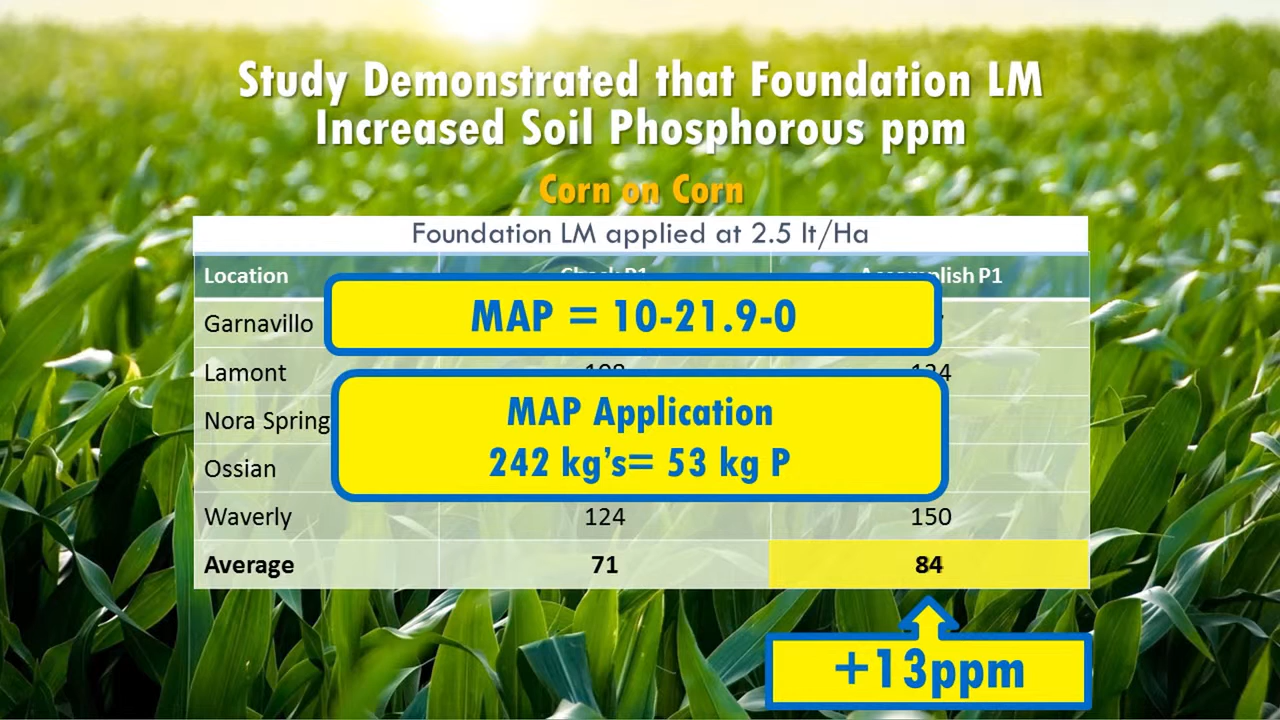 Study Demonstrated that Foundation LM
Increased Soil Phosphorous ppm
Corn on Corn
Foundation LM applied at 2.5 lt/Ha
Location P1 P1
MAP = 10-21.9-0
Garnavillo
Lamont
MAP Application
Nora Spring
242 kg's= 53 kg P
Ossian
Waverly 124 150
Average 71 84
+13ppm